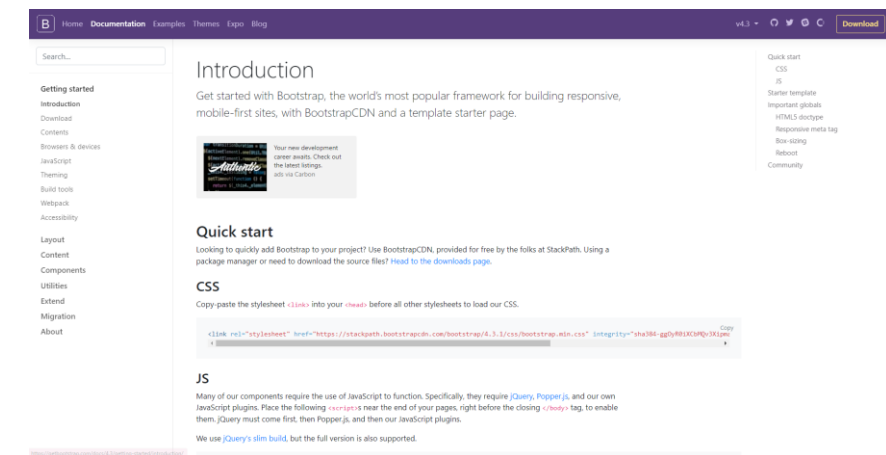 B Home Documentation Examples Themes Expo Blog v4.3 Download
Search...
Getting started
Introduction
Download
Contents
Browsers & devices
JavaScript
Theming
Build tools
Webpack
Accessibility
Layout
Content
Components
Utilities
Extend
Migration
About
Introduction
Get started with Bootstrap, the world's most popular framework for building responsive,
mobile-first sites, with BootstrapCDN and a template starter page.
Authentic
Your new development
career awaits. Check out
the latest listings.
ads via Carbon
Quick start
Looking to quickly add Bootstrap to your project? Use BootstrapCDN, provided for free by the folks at StackPath. Using a
package manager or need to download the source files? Head to the downloads page.
CSS
Copy-paste the stylesheet <link> into your <head> before all other stylesheets to load our CSS.
Copy
<link rel="stylesheet" href="https://stackpath.bootstrapcdn.com/bootstrap/4.3.1/css/bootstrap.min.css" integrity="sha384-
JS
Many of our components require the use of JavaScript to function. Specifically, they require jQuery, Popper.js, and our own
JavaScript plugins. Place the following <script>s near the end of your pages, right before the closing </body> tag, to enable
them. jQuery must come first, then Popper.js, and then our JavaScript plugins.
We use jQuery's slim build, but the full version is also supported.
Quick start
CSS
JS
Starter template
Important globals
HTML5 doctype
Responsive meta tag
Box-sizing
Reboot
Community